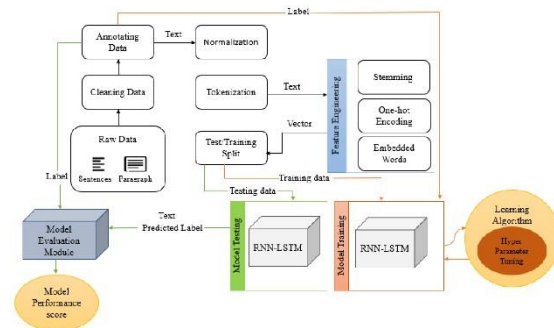 Label
Annotating
Data
Text
Normalization
Cleaning Data
Tokenization
Text
Feature Engineering
Stemming
One-hot
Encoding
Embedded
Words
Raw Data
Sentences
Paragraph
Vector
Test/Training
Split
Training data
Testing data
Label
Text
Predicted Label
Model
Evaluation
Module
Model Testing
RNN-LSTM
Model Training
RNN-LSTM
Learning
Algorithm
Hyper
Parameter
Tuning
Model
Performance
score